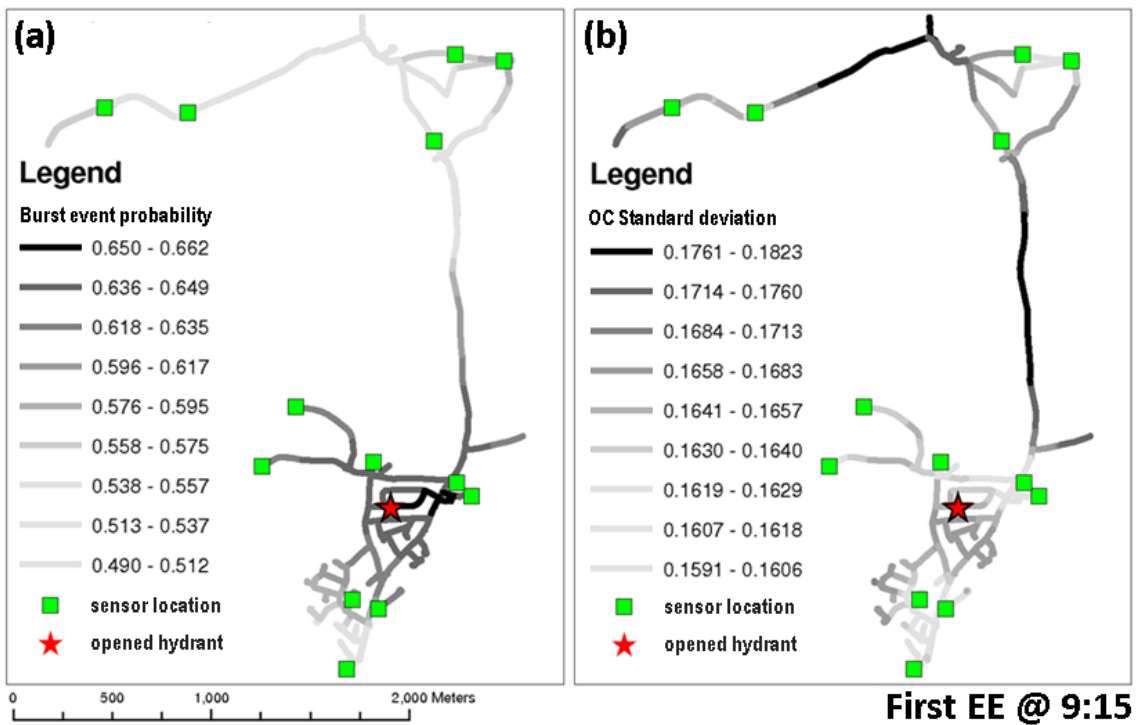 (a)
Legend
Burst event probability
0.650 - 0.662
0.636 - 0.649
0.618 - 0.635
0.596 - 0.617
0.576 - 0.595
0.558 - 0.575
0.538 - 0.557
0.513 - 0.537
0.490 - 0.512
sensor location
opened hydrant
0 500 1,000 2,000 Meters
(b)
Legend
OC Standard deviation
0.1761 - 0.1823
0.1714 - 0.1760
0.1684 - 0.1713
0.1658 - 0.1683
0.1641 - 0.1657
0.1630 - 0.1640
0.1619 - 0.1629
0.1607 - 0.1618
0.1591 - 0.1606
sensor location
opened hydrant
First EE @ 9:15